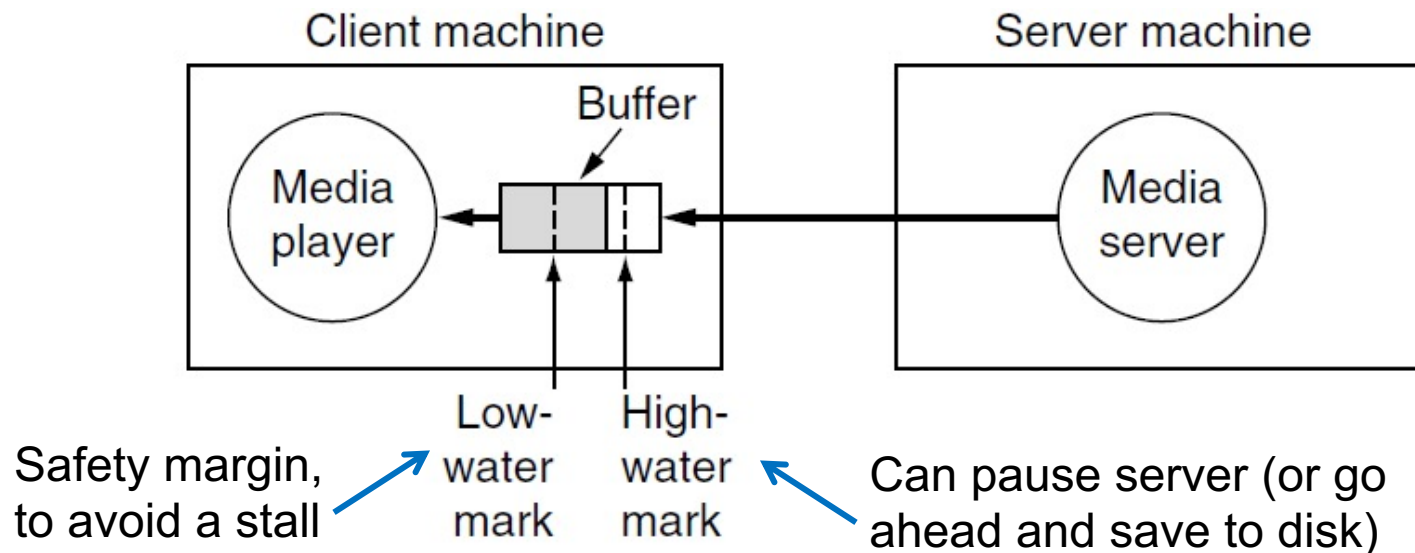 Client machine
Server machine
Buffer
Media
player
Media
server
Low-
water
mark
High-
water
mark
Safety margin,
to avoid a stall
Can pause server (or go
ahead and save to disk)